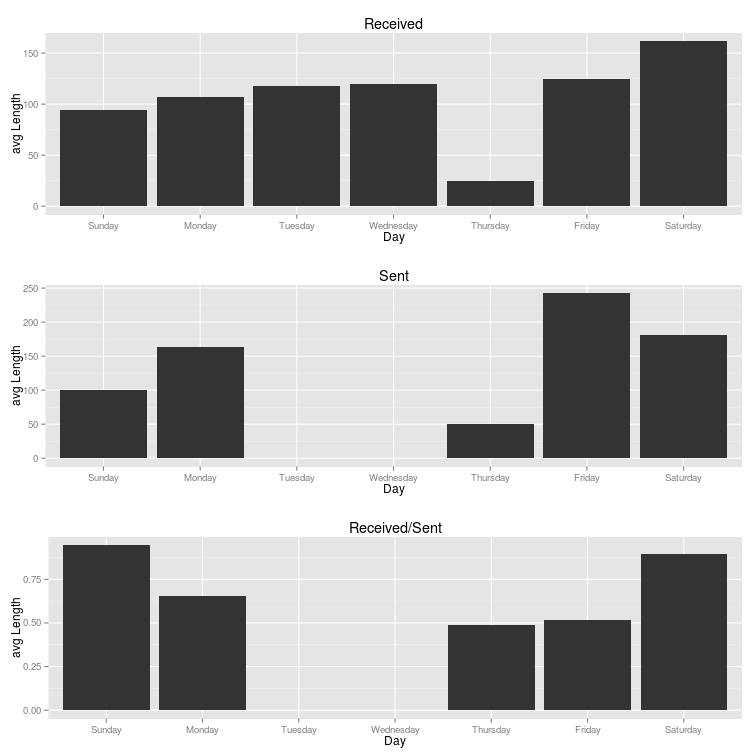 Received
avg Length
150
100
50
0
Sunday Monday Tuesday Wednesday Thursday Friday Saturday
Day
Sent
avg Length
250
200
150
100
50
0
Sunday Monday Tuesday Wednesday Thursday Friday Saturday
Day
Received/Sent
avg Length
0.75
0.50
0.25
0.00
Sunday Monday Tuesday Wednesday Thursday Friday Saturday
Day